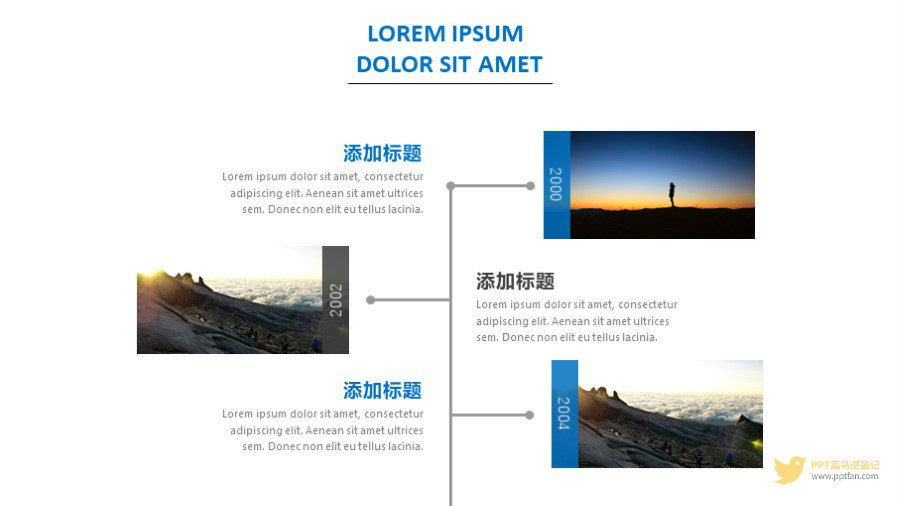 LOREM IPSUM
DOLOR SIT AMET
添加标题
Lorem ipsum dolor sit amet, consectetur
adipiscing elit. Aenean sit amet ultrices
sem. Donec non elit eu tellus lacinia.
2000
2002
添加标题
Lorem ipsum dolor sit amet, consectetur
adipiscing elit. Aenean sit amet ultrices
sem. Donec non elit eu tellus lacinia.
添加标题
Lorem ipsum dolor sit amet, consectetur
adipiscing elit. Aenean sit amet ultrices
sem. Donec non elit eu tellus lacinia.
2004
PPT菜鸟逆袭记
www.pptfan.com